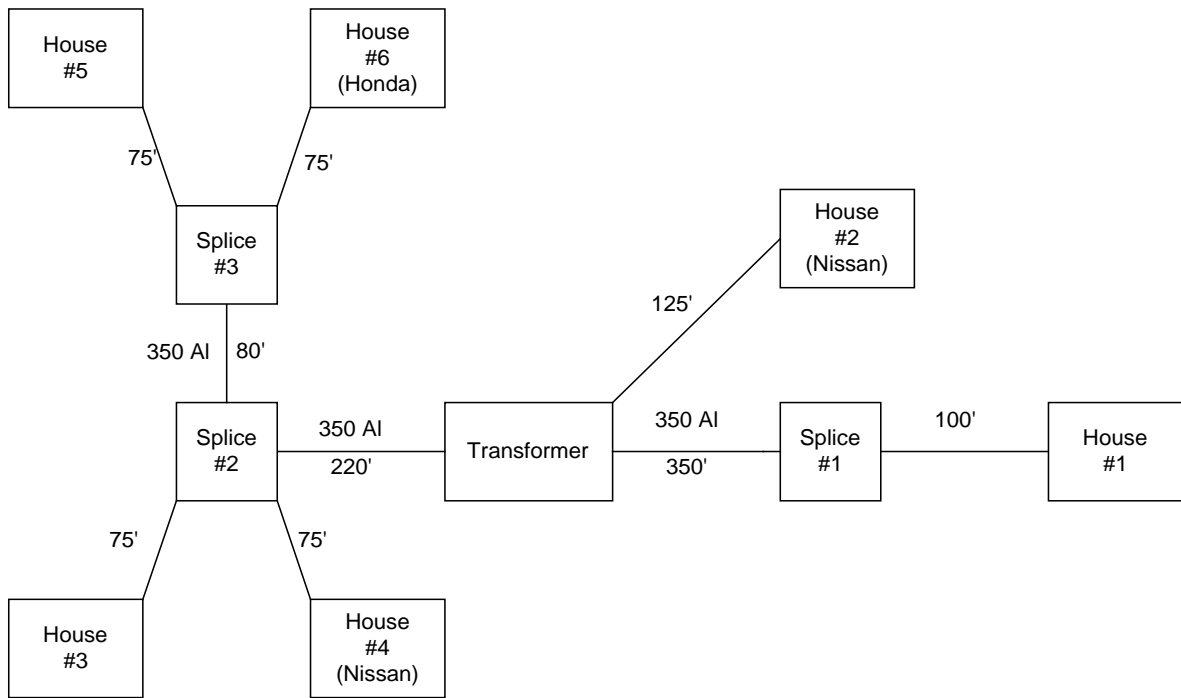 House
#5
House
#6
(Honda)
75'
75'
Splice
#3
House
#2
(Nissan)
125'
350 Al
80'
Splice
#2
350 Al
220'
Transformer
350 Al
350'
Splice
#1
100'
House
#1
75'
75'
House
#3
House
#4
(Nissan)